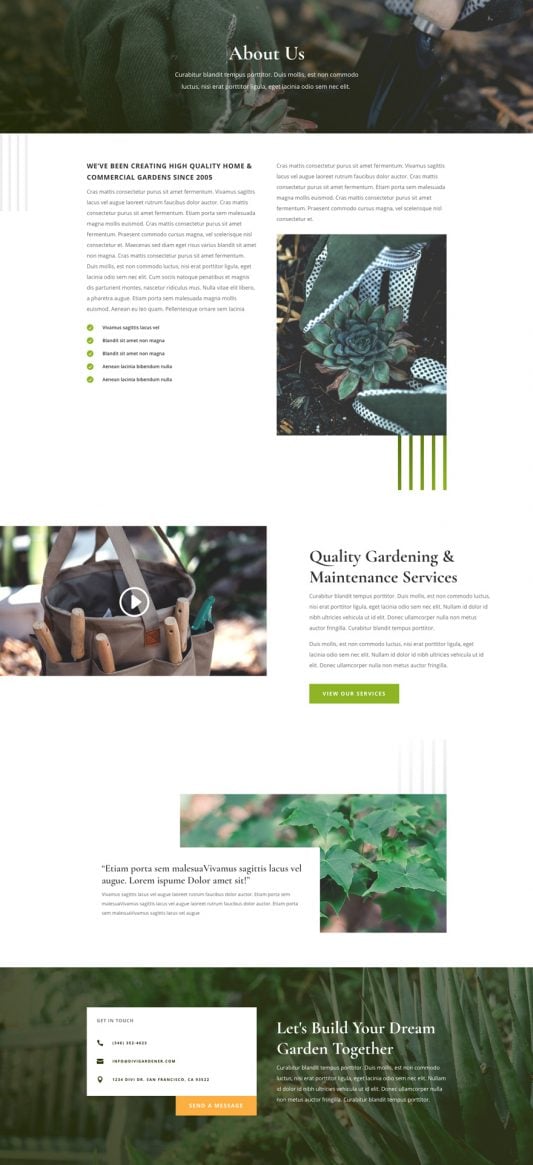 About Us
Curabitur blandit tempus porttitor. Duis mollis, est non commodo
luctus, nisi erat porttitor ligula, eget lacinia odio sem nec elit.
WE'VE BEEN CREATING HIGH QUALITY HOME &
COMMERCIAL GARDENS SINCE 2005
Cras mattis consectetur purus sit amet fermentum. Vivamus sagittis
lacus vel augue laoreet rutrum faucibus dolor auctor. Cras mattis
consectetur purus sit amet fermentum. Etiam porta sem malesuada
magna mollis euismod. Cras mattis consectetur purus sit amet
fermentum. Praesent commodo cursus magna, vel scelerisque nisl
consectetur et. Maecenas sed diam eget risus varius blandit sit amet
non magna. Cras mattis consectetur purus sit amet fermentum.
Duis mollis, est non commodo luctus, nisi erat porttitor ligula, eget
lacinia odio sem nec elit. Cum sociis natoque penatibus et magnis
dis parturient montes, nascetur ridiculus mus. Nulla vitae elit libero,
a pharetra augue. Etiam porta sem malesuada magna mollis
euismod. Aenean eu leo quam. Pellentesque ornare sem lacinia
Vivamus sagittis lacus vel
Blandit sit amet non magna
Blandit sit amet non magna
Aenean lacinia bibendum nulla
Aenean lacinia bibendum nulla
Cras mattis consectetur purus sit amet fermentum. Vivamus sagittis
lacus vel augue laoreet rutrum faucibus dolor auctor. Cras mattis
consectetur purus sit amet fermentum. Etiam porta sem malesuada
magna mollis euismod. Cras mattis consectetur purus sit amet
fermentum. Praesent commodo cursus magna, vel scelerisque nisl
consectetur et.
Quality Gardening &
Maintenance Services
Curabitur blandit tempus porttitor. Duis mollis, est non commodo luctus,
nisi erat porttitor ligula, eget lacinia odio sem nec elit. Nullam id dolor id
nibh ultricies vehicula ut id elit. Donec ullamcorper nulla non metus
auctor fringilla. Curabitur blandit tempus porttitor.
Duis mollis, est non commodo luctus, nisi erat porttitor ligula, eget
lacinia odio sem nec elit. Nullam id dolor id nibh ultricies vehicula ut id
elit. Donec ullamcorper nulla non metus auctor fringilla.
VIEW OUR SERVICES
“Etiam porta sem malesuaVivamus sagittis lacus vel
augue. Lorem ispume Dolor amet sit!”
Vivamus sagittis lacus vel augue laoreet rutrum faucibus dolor auctor. Etiam porta sem
malesuaVivamus sagittis lacus vel augue laoreet rutrum faucibus dolor auctor. Etiam porta
sem malesuaVivamus sagittis lacus vel augue
GET IN TOUCH
(346) 352-4623
INFO@DIVIGARDENER.COM
1234 DIVI DR. SAN FRANCISCO, CA 93522
SEND A MESSAGE
Let's Build Your Dream
Garden Together
Curabitur blandit tempus porttitor. Duis mollis, est non commodo
luctus, nisi erat porttitor ligula, eget lacinia odio sem nec elit. Nullam
id dolor id nibh ultricies vehicula ut id elit. Donec ullamcorper nulla
non metus auctor fringilla. Curabitur blandit tempus porttitor.